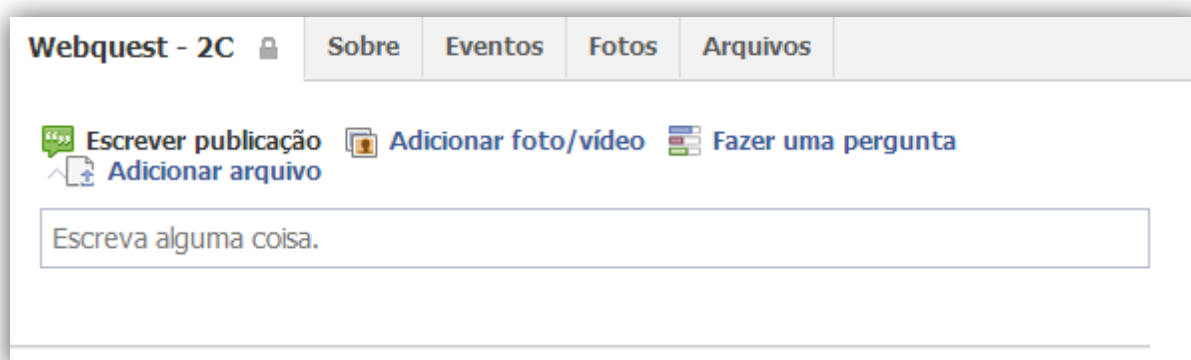 Webquest - 2C Sobre Eventos Fotos Arquivos
Escrever publicação Adicionar foto/vídeo Fazer uma pergunta
Adicionar arquivo
Escreva alguma coisa.